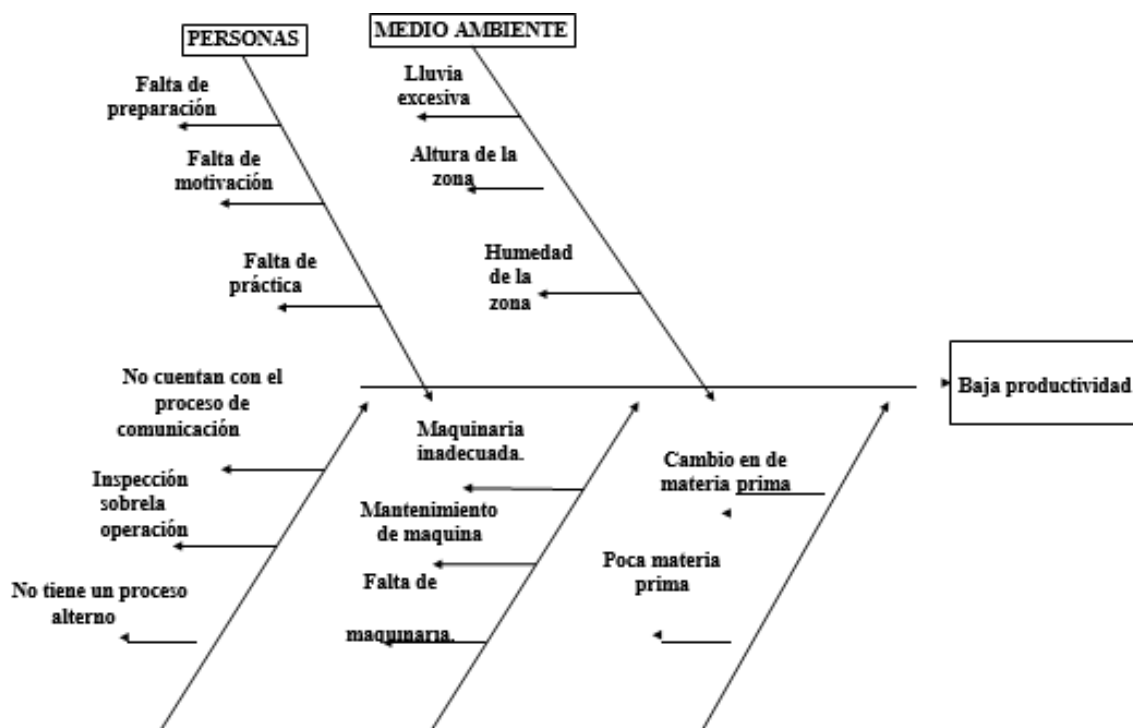 PERSONAS
MEDIO AMBIENTE
Falta de
preparación
Falta de
motivación
Falta de
práctica
Lluvia
excesiva
Altura de la
zona
Humedad
de la
zona
Baja productividad
No cuentan con el
proceso de
comunicación
Inspección
sobrela
operación
No tiene un proceso
alterno
Maquinaria
inadecuada.
Mantenimiento
de maquina
Falta de
maquinaria.
Cambio en de
materia prima
Poca materia
prima